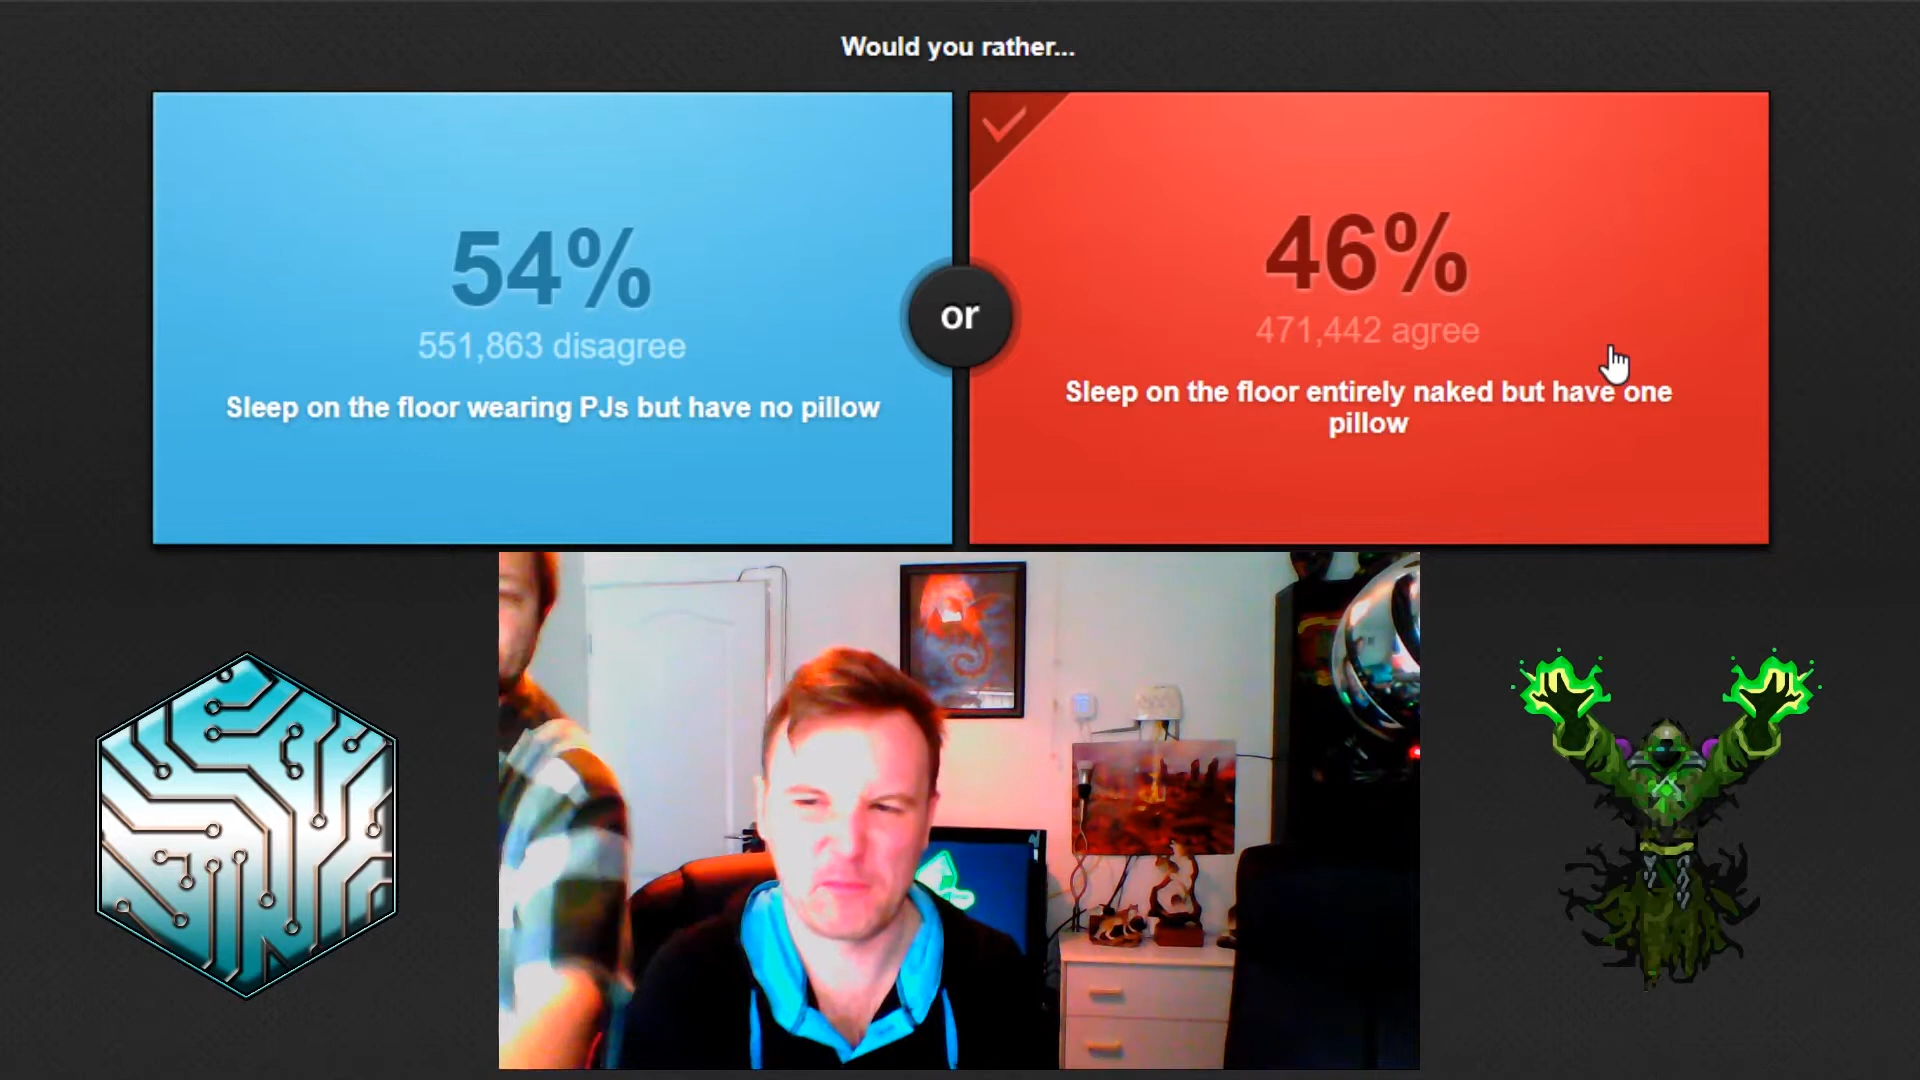 Would you rather...
54%
551,863 disagree
Sleep on the floor wearing PJs but have no pillow
or
46%
471,442 agree
Sleep on the floor entirely naked but have one
pillow